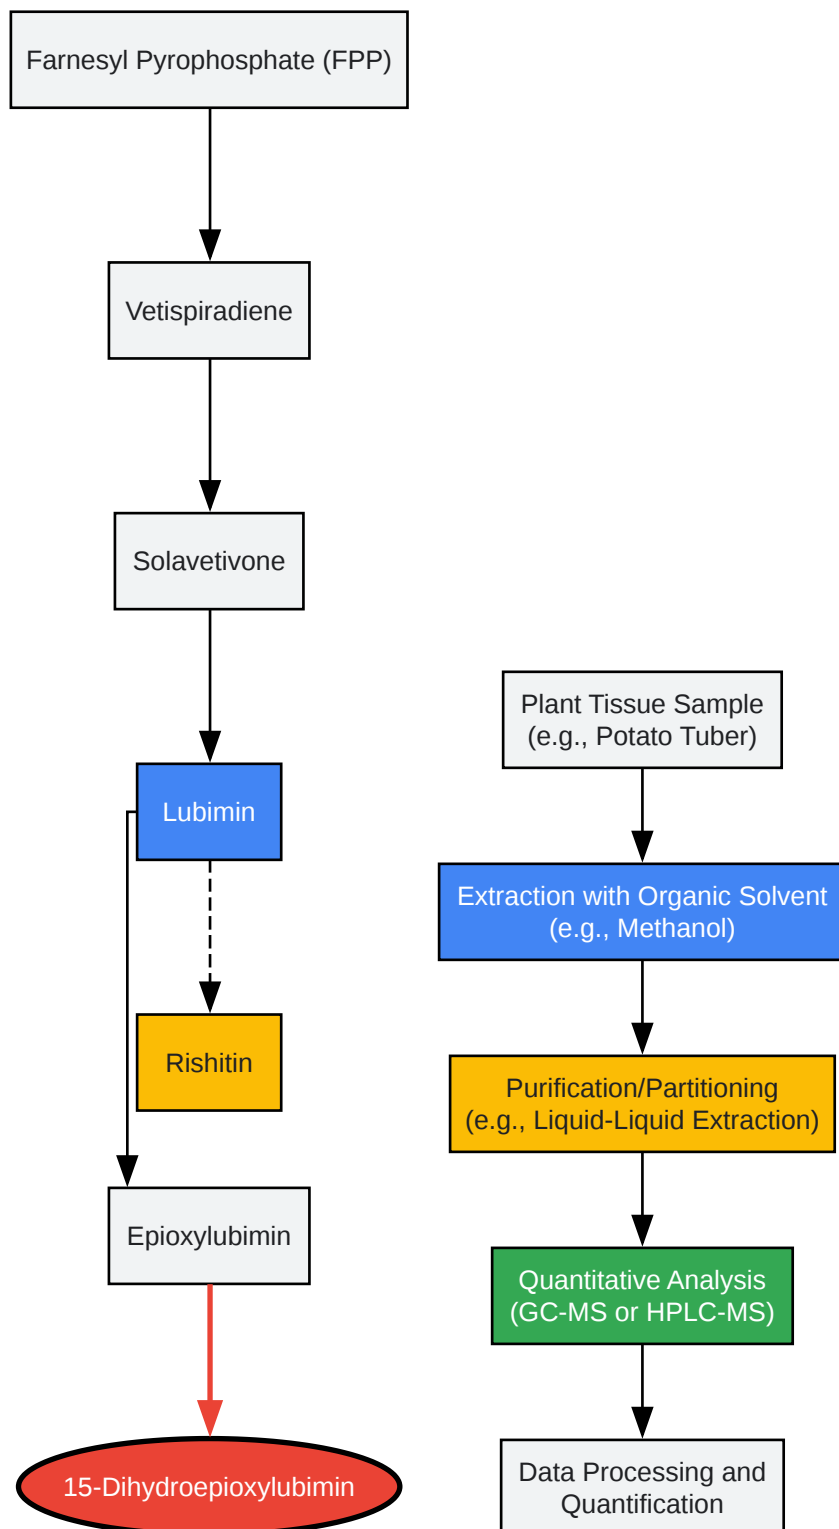 Farnesyl Pyrophosphate (FPP)
Vetispiradiene
Solavetivone
Lubimin
Rishitin
Epioxylubimin
15-Dihydroepioxylubimin
Plant Tissue Sample
(e.g., Potato Tuber)
Extraction with Organic Solvent
(e.g., Methanol)
Purification/Partitioning
(e.g., Liquid-Liquid Extraction)
Quantitative Analysis
(GC-MS or HPLC-MS)
Data Processing and
Quantification